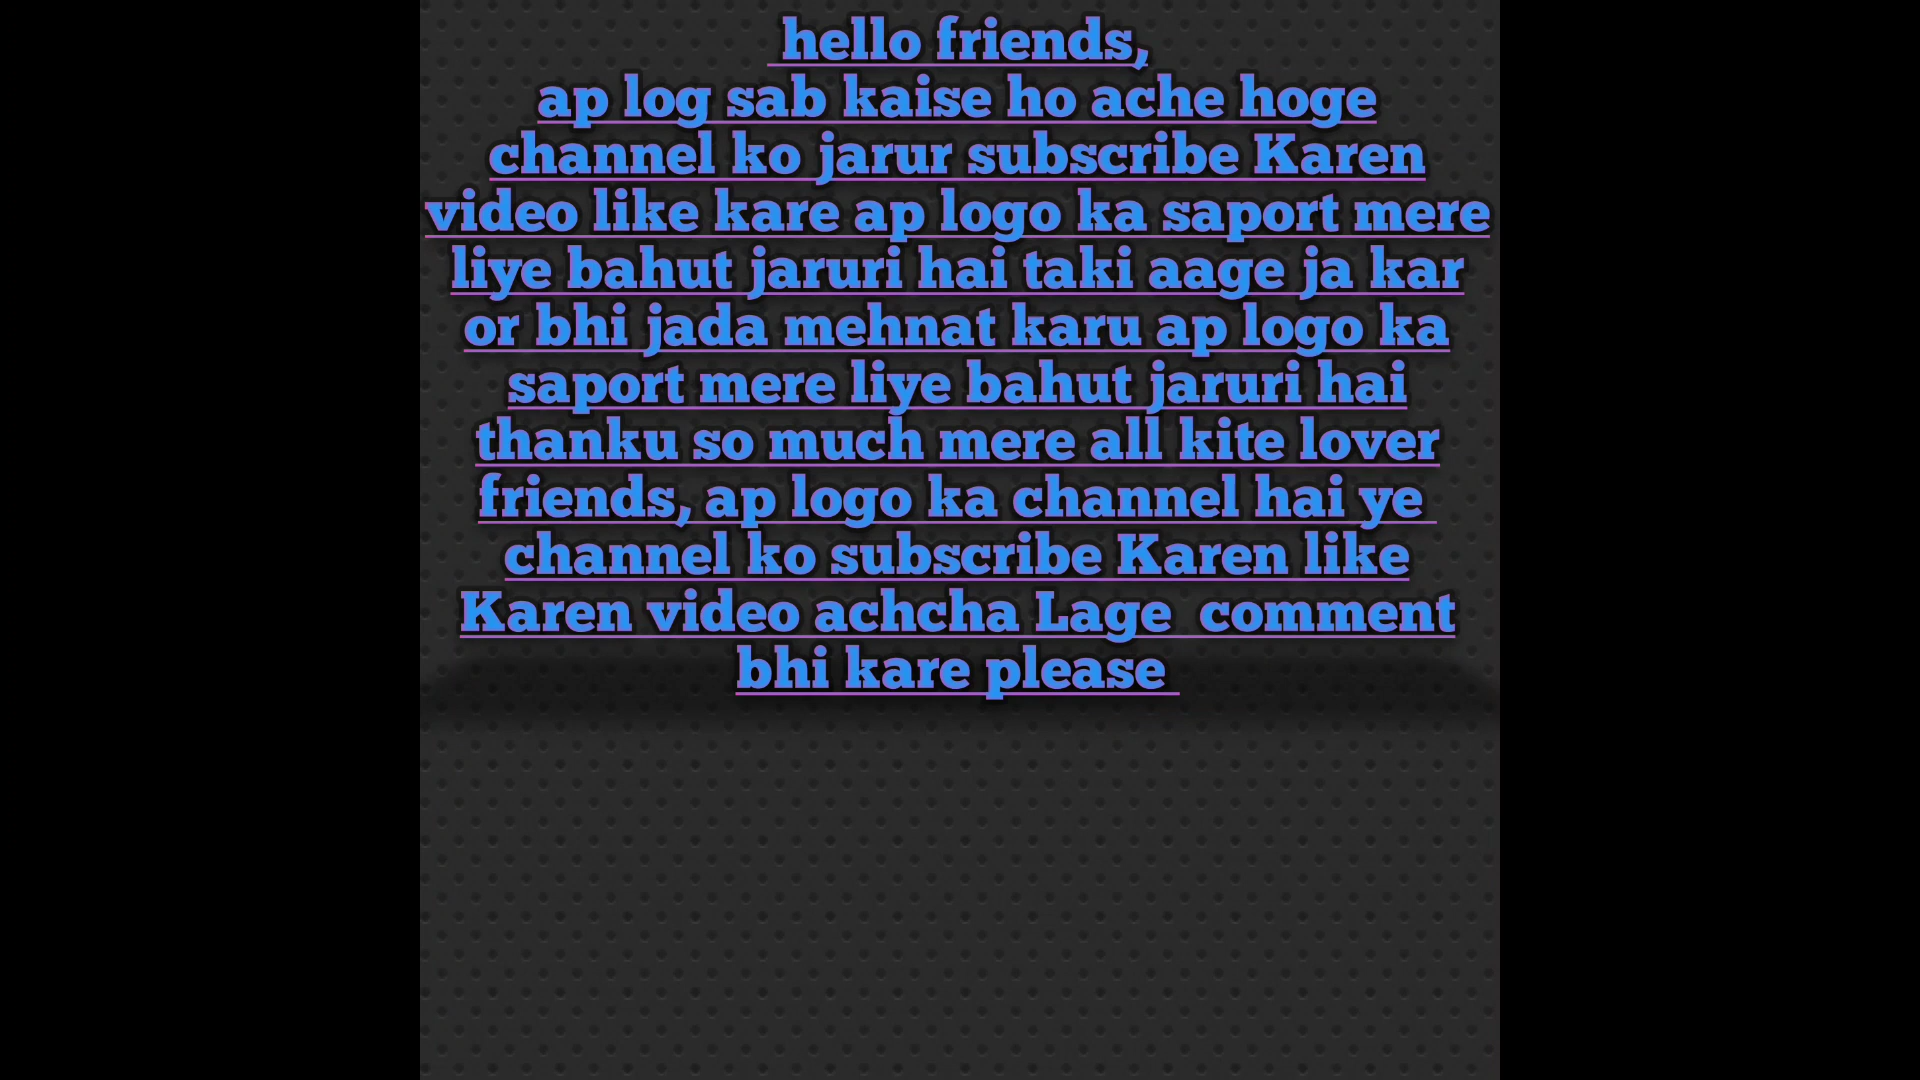 hello friends,
ap log sab kaise ho ache hoge
channel ko jarur subscribe Karen
video like kare ap logo ka saport mere
liye bahut jaruri hai taki aage ja kar
or bhi jada mehnat karu ap logo ka
saport mere liye bahut jaruri hai
thanku so much mere all kite lover
friends, ap logo ka channel hai ye
channel ko subscribe Karen like
Karen video achcha Lage  comment
bhi kare please